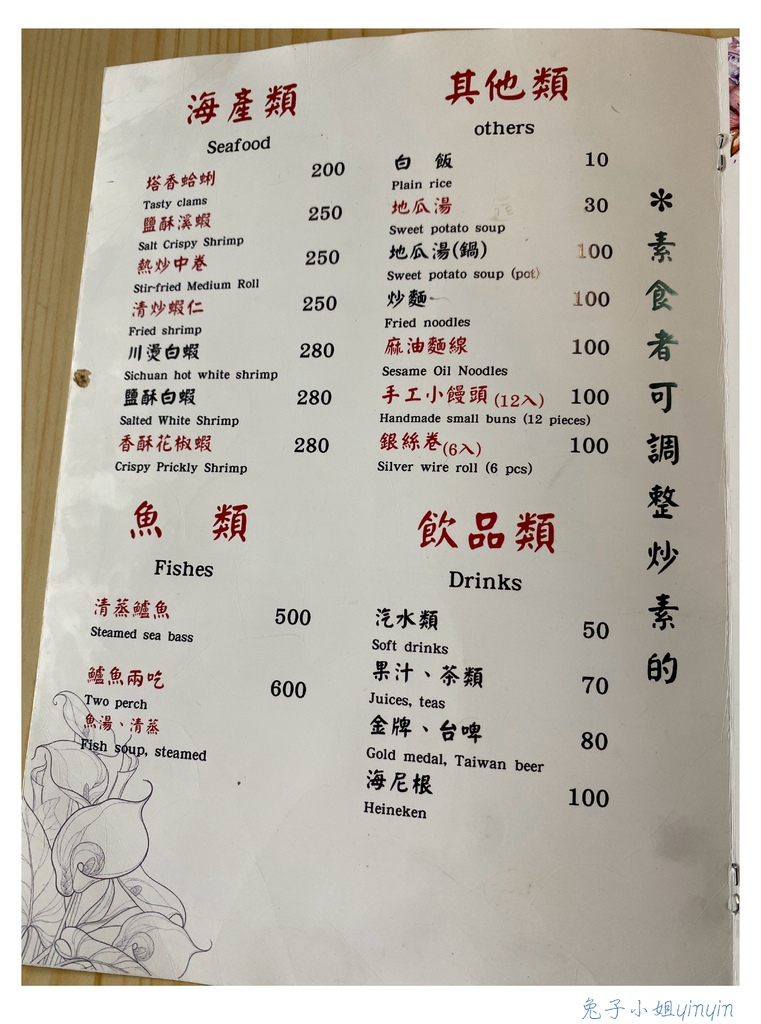 海產類
Seafood
塔香蛤蜊 200
Tasty clams
鹽酥溪蝦 250
Salt Crispy Shrimp
熱炒中卷 250
Stir-fried Medium Roll
清炒蝦仁 250
Fried shrimp
川燙白蝦 280
Sichuan hot white shrimp
鹽酥白蝦 280
Salted White Shrimp
香酥花椒蝦 280
Crispy Prickly Shrimp
魚 類
Fishes
清蒸鱸魚 500
Steamed sea bass
鱸魚兩吃 600
Two perch
魚湯、清蒸
Fish soup, steamed
其他類
others
白 飯 10
Plain rice
地瓜湯 30
Sweet potato soup
地瓜湯(鍋) 100
Sweet potato soup (pot)
炒麵 100
Fried noodles
麻油麵線 100
Sesame Oil Noodles
手工小饅頭(12入) 100
Handmade small buns (12 pieces)
銀絲卷(6入) 100
Silver wire roll (6 pcs)
飲品類
Drinks
汽水類 50
Soft drinks
果汁、茶類 70
Juices, teas
金牌、台啤 80
Gold medal, Taiwan beer
海尼根 100
Heineken
＊素食者可調整炒素的
兔子小姐yinyin